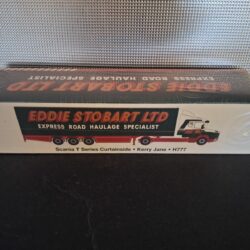 EDDIE STOBART LTD
EXPRESS ROAD HAULAGE SPECIALIST
EDDIE STOBART LTD
EXPRESS ROAD HAULAGE SPECIALIST
Scania T Series Curtainside • Kerry Jane • H777